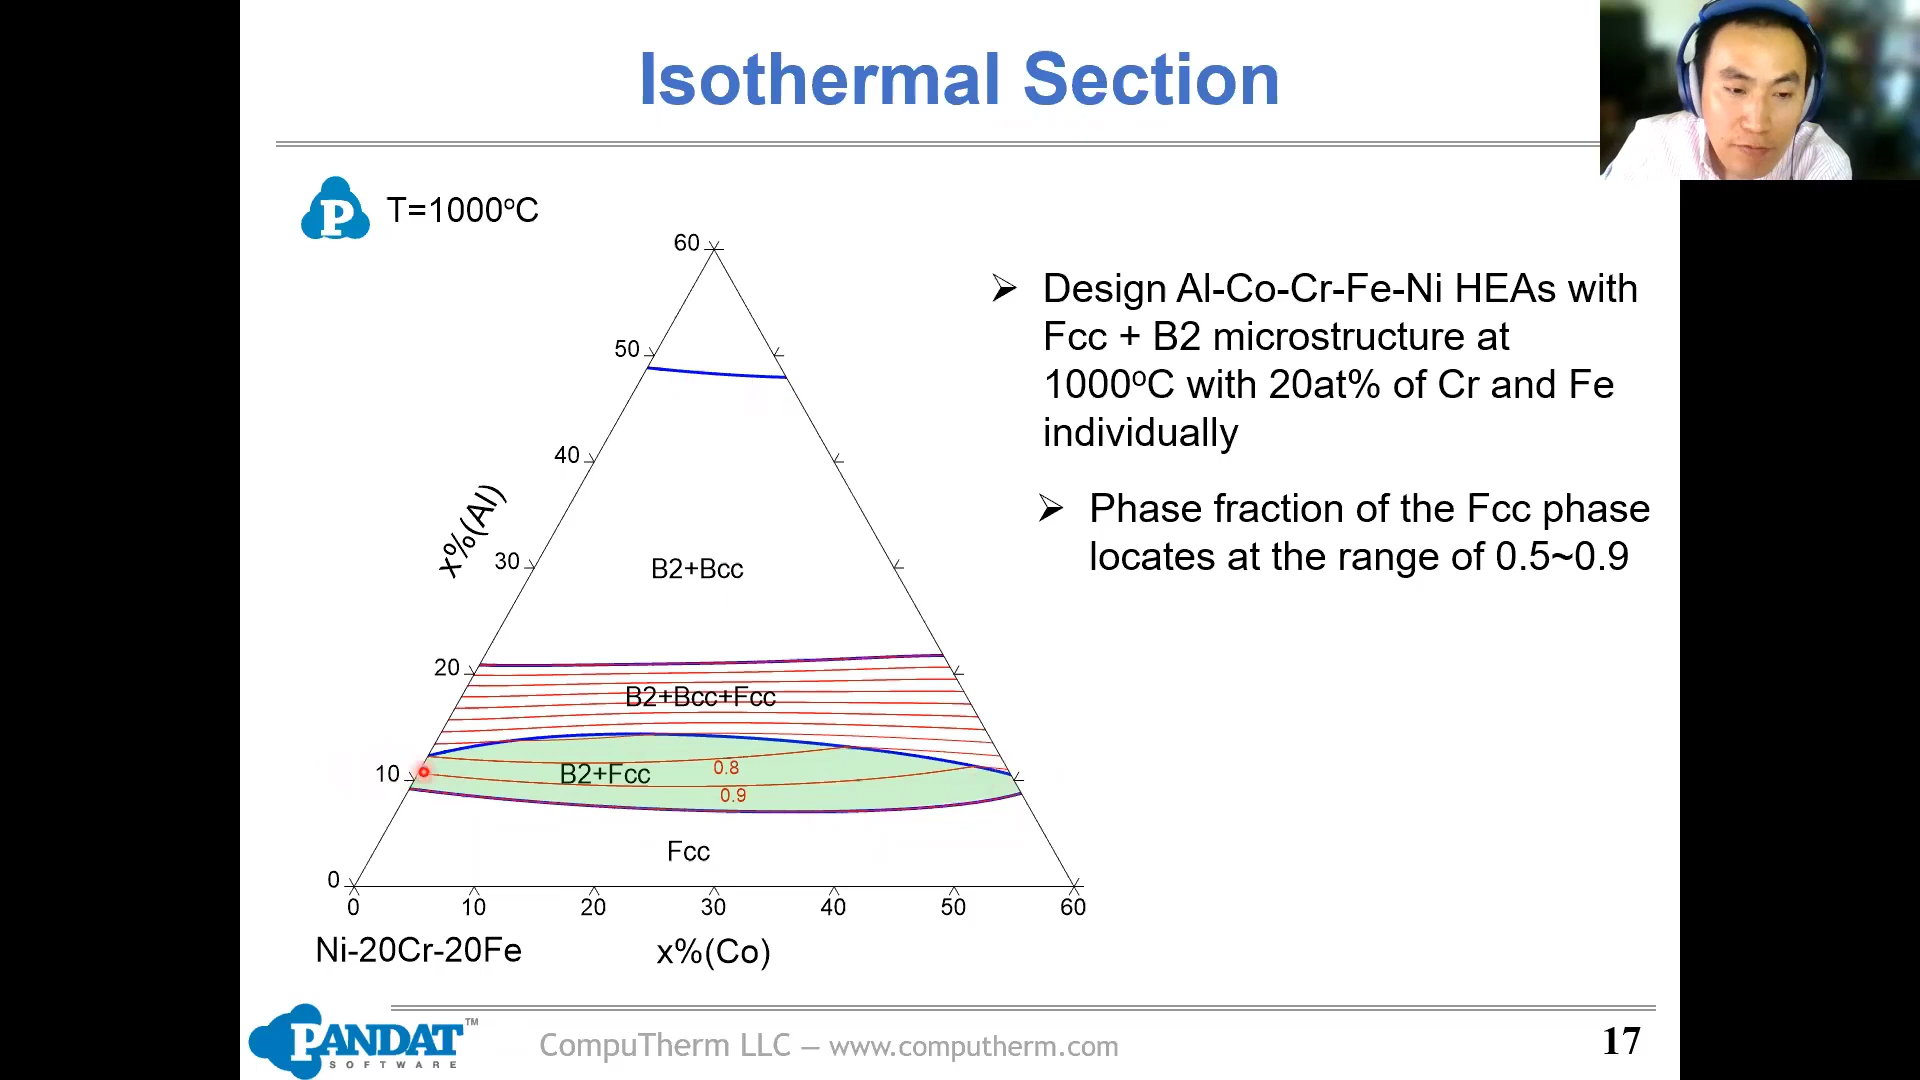 Isothermal Section
P
T=1000ºC
60
50
40
30
20
10
0
x%(Al)
B2+Bcc
B2+Bcc+Fcc
B2+Fcc
0.8
0.9
Fcc
0 10 20 30 40 50 60
Ni-20Cr-20Fe
x%(Co)
Design Al-Co-Cr-Fe-Ni HEAs with
Fcc + B2 microstructure at
1000ºC with 20at% of Cr and Fe
individually
Phase fraction of the Fcc phase
locates at the range of 0.5~0.9
PANDAT™
SOFTWARE
CompuTherm LLC – www.computherm.com
17